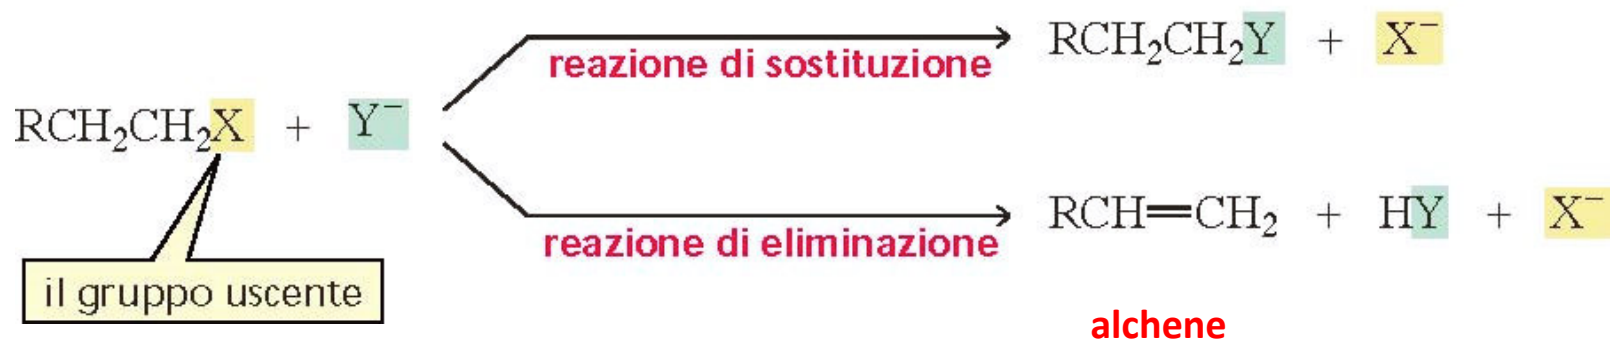 RCH₂CH₂Y + X⁻
reazione di sostituzione
RCH₂CH₂X + Y⁻
RCH=CH₂ + HY + X⁻
reazione di eliminazione
il gruppo uscente
alchene